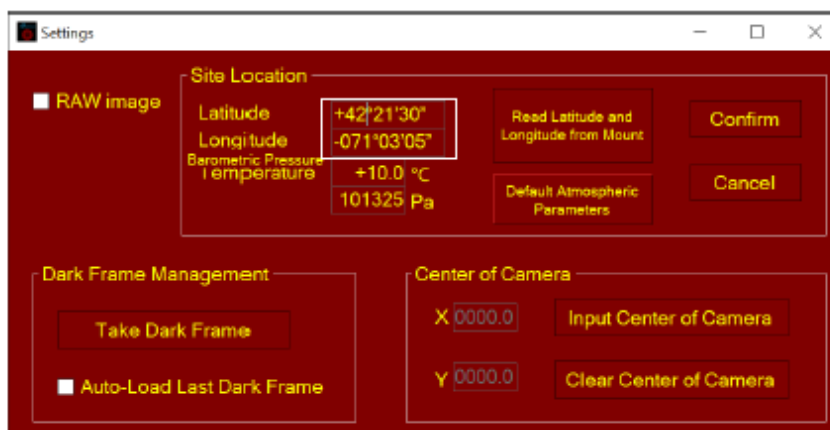 Settings
Site Location
RAW image
Latitude +42°21'30"
Longitude -071°03'05"
Barometric Pressure
Temperature +10.0 °C
101325 Pa
Read Latitude and
Longitude from Mount
Default Atmospheric
Parameters
Confirm
Cancel
Dark Frame Management
Take Dark Frame
Auto-Load Last Dark Frame
Center of Camera
X 0000.0 Input Center of Camera
Y 0000.0 Clear Center of Camera